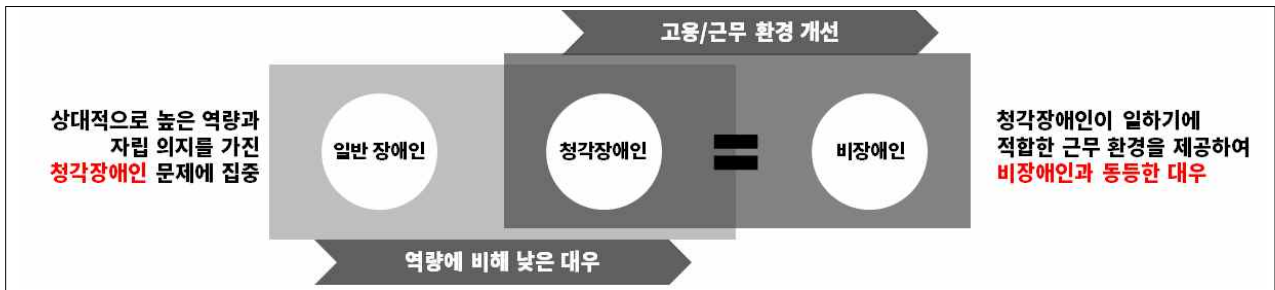 고용/근무 환경 개선
상대적으로 높은 역량과
자립 의지를 가진
청각장애인 문제에 집중
일반 장애인
청각장애인
=
비장애인
청각장애인이 일하기에
적합한 근무 환경을 제공하여
비장애인과 동등한 대우
역량에 비해 낮은 대우